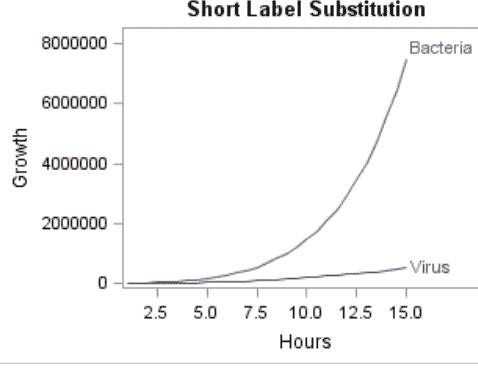 Short Label Substitution
8000000
6000000
4000000
2000000
0
Growth
Bacteria
Virus
2.5 5.0 7.5 10.0 12.5 15.0
Hours